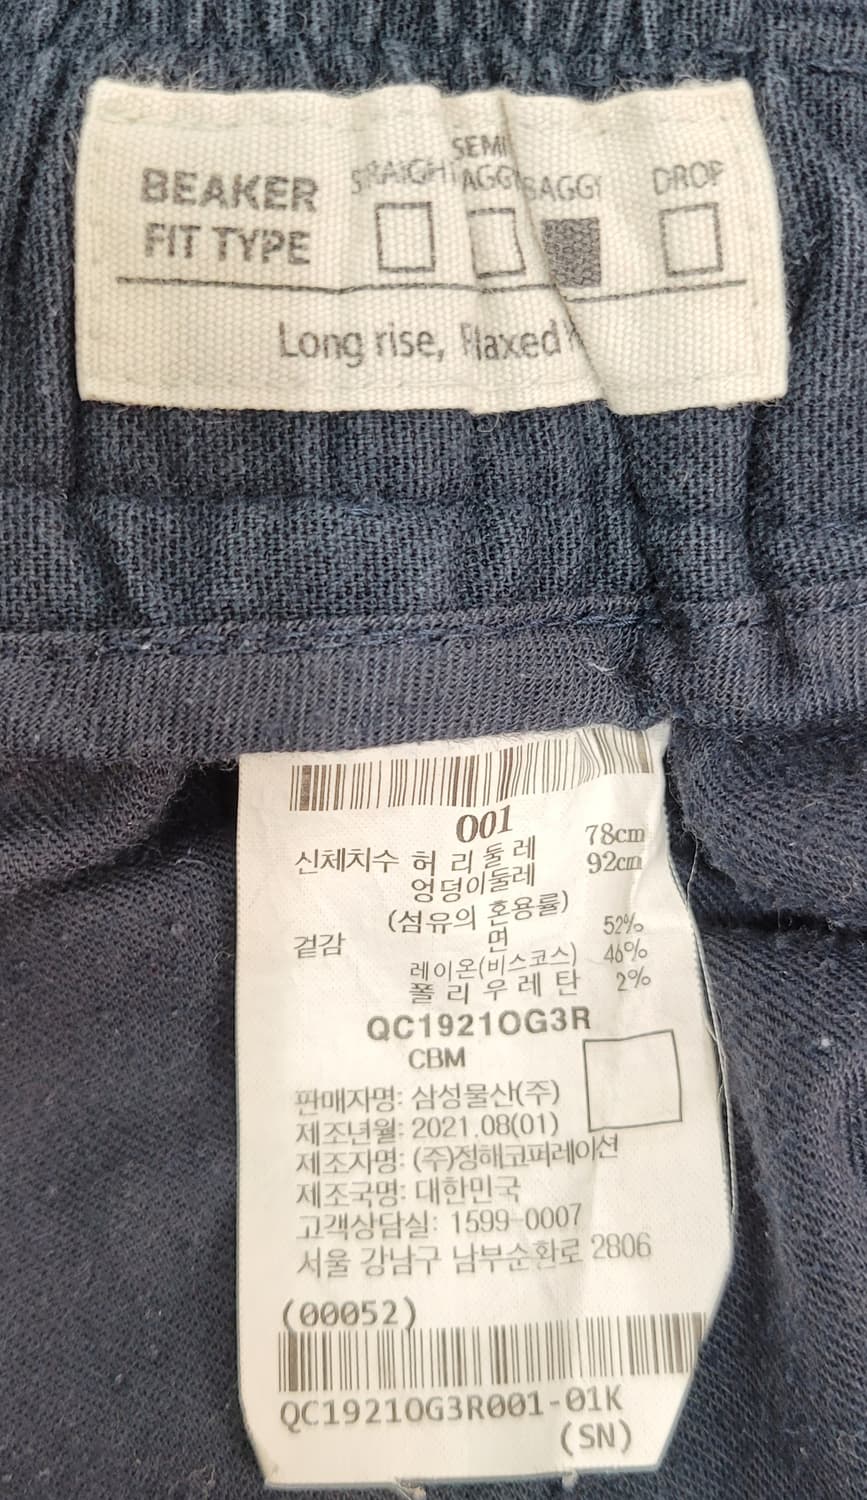 BEAKER
FIT TYPE
STRAIGHT
SEMI
BAGGY
DROP
Long rise,
001
신체치수 허 리 둘 레 78cm
엉덩이둘레 92cm
(섬유의 혼용률)
겉감 면 52%
레이온(비스코스) 46%
폴 리 우 레 탄 2%
QC1921OG3R
CBM
판매자명: 삼성물산(주)
제조년월: 2021.08(01)
제조자명: (주)정해코퍼레이션
제조국명: 대한민국
고객상담실: 1599-0007
서울 강남구 남부순환로 2806
(00052)
QC1921OG3R001-01K
(SN)